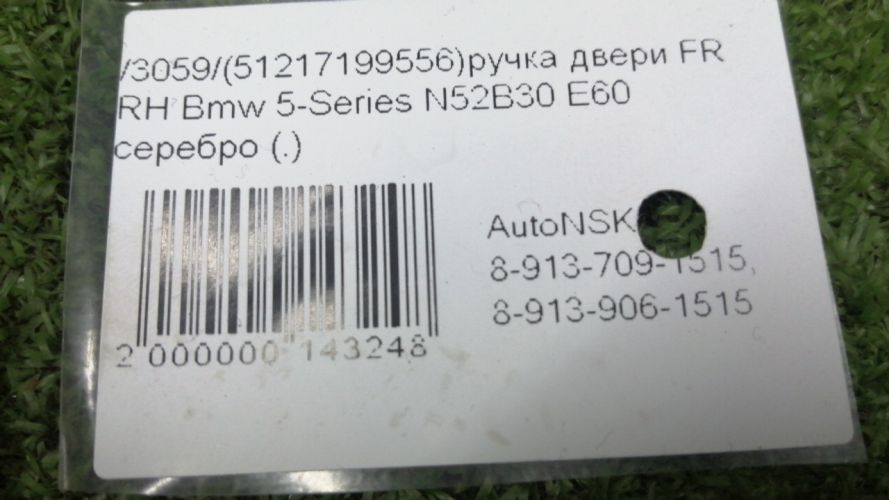 /3059/(51217199556)ручка двери FR
RH Bmw 5-Series N52B30 E60
серебро (.)
AutoNSK
8-913-709-1515,
8-913-906-1515
2 000000 143248